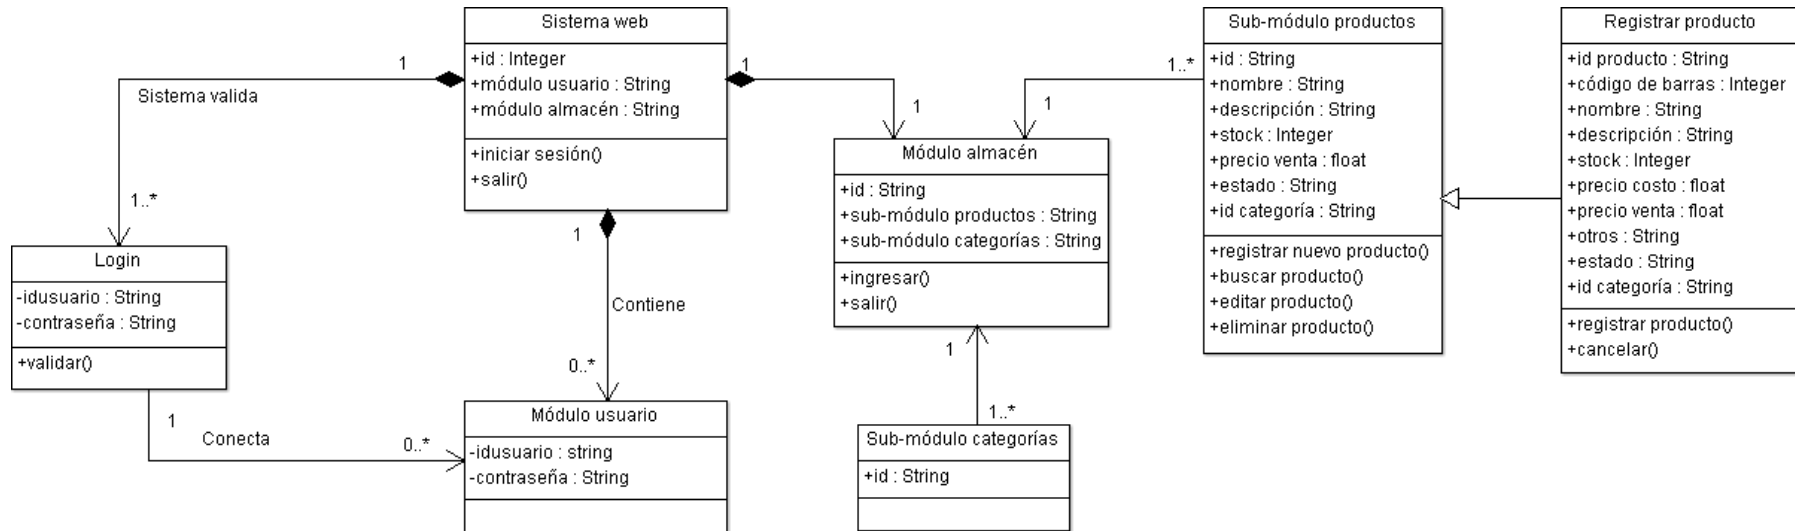 Sistema web
+id : Integer
+módulo usuario : String
+módulo almacén : String
+iniciar sesión()
+salir()
1
Sistema valida
1..*
Login
-idusuario : String
-contraseña : String
+validar()
1
Conecta
0..*
1
Contiene
0..*
Módulo usuario
-idusuario : string
-contraseña : String
1
1
Módulo almacén
+id : String
+sub-módulo productos : String
+sub-módulo categorías : String
+ingresar()
+salir()
1
1..*
Sub-módulo categorías
+id : String
1..*
1
Sub-módulo productos
+id : String
+nombre : String
+descripción : String
+stock : Integer
+precio venta : float
+estado : String
+id categoría : String
+registrar nuevo producto()
+buscar producto()
+editar producto()
+eliminar producto()
Registrar producto
+id producto : String
+código de barras : Integer
+nombre : String
+descripción : String
+stock : Integer
+precio costo : float
+precio venta : float
+otros : String
+estado : String
+id categoría : String
+registrar producto()
+cancelar()